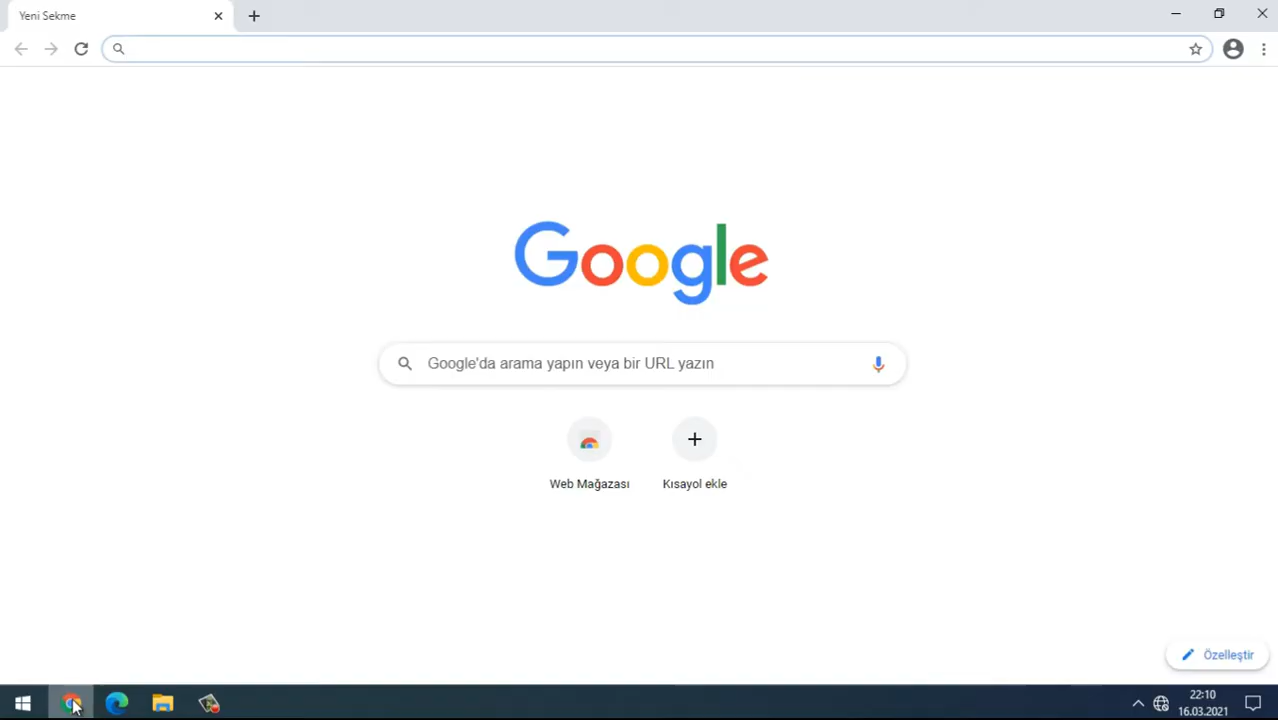 Yeni Sekme
Google
Google'da arama yapın veya bir URL yazın
Web Mağazası
Kısayol ekle
Özelleştir
22:10
16.03.2021